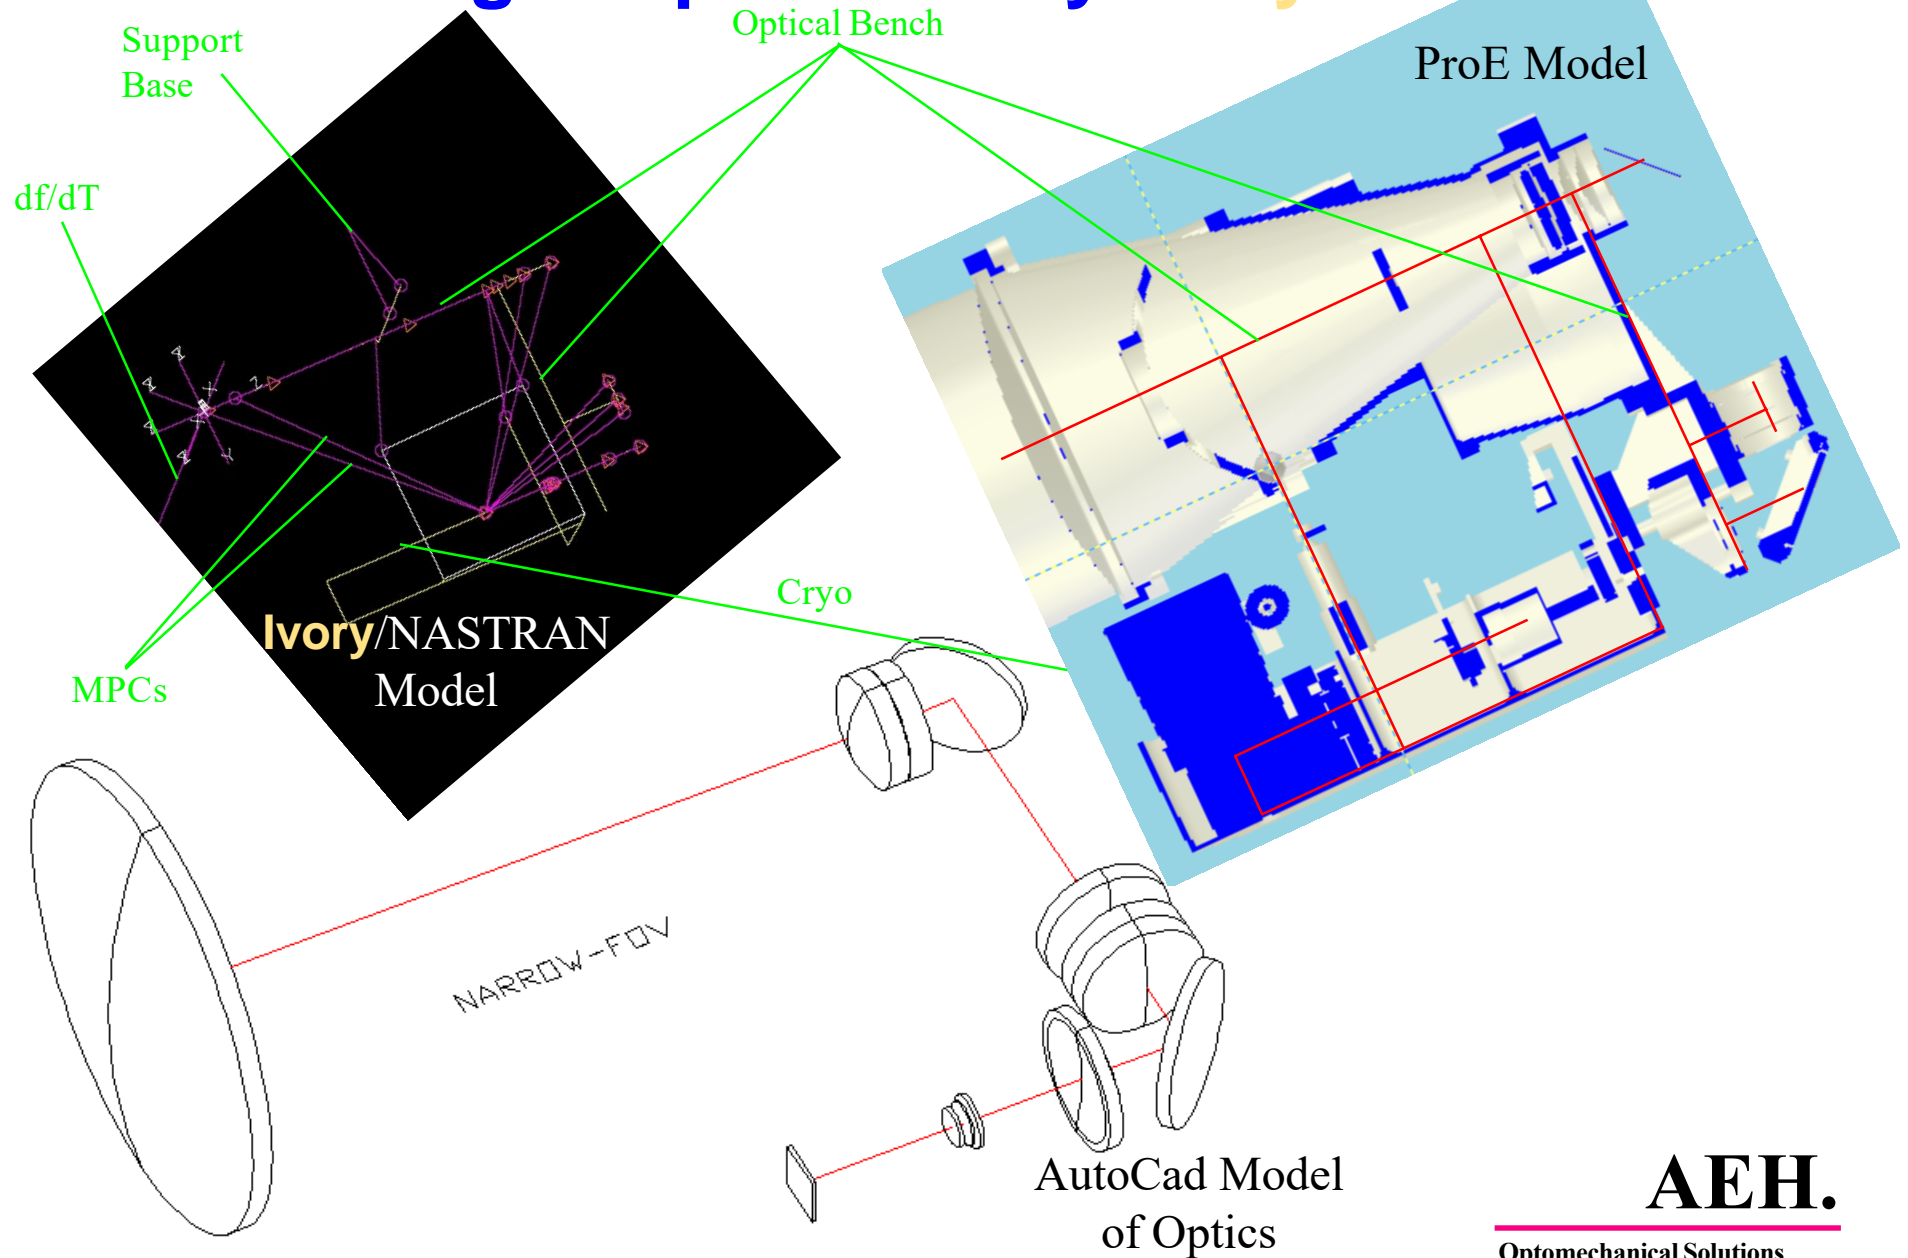 Optical Bench
Support
Base
ProE Model
df/dT
Z
X
Y
Cryo
Ivory/NASTRAN
Model
MPCs
NARROW-FOV
AutoCad Model
of Optics
AEH.
Optomechanical Solutions